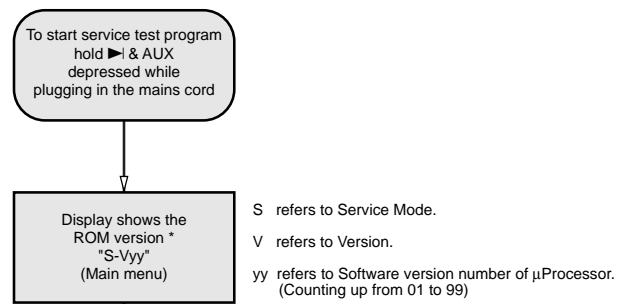 To start service test program
hold ▶| & AUX
depressed while
plugging in the mains cord
Display shows the
ROM version *
"S-Vyy"
(Main menu)
S refers to Service Mode.
V refers to Version.
yy refers to Software version number of µProcessor.
(Counting up from 01 to 99)